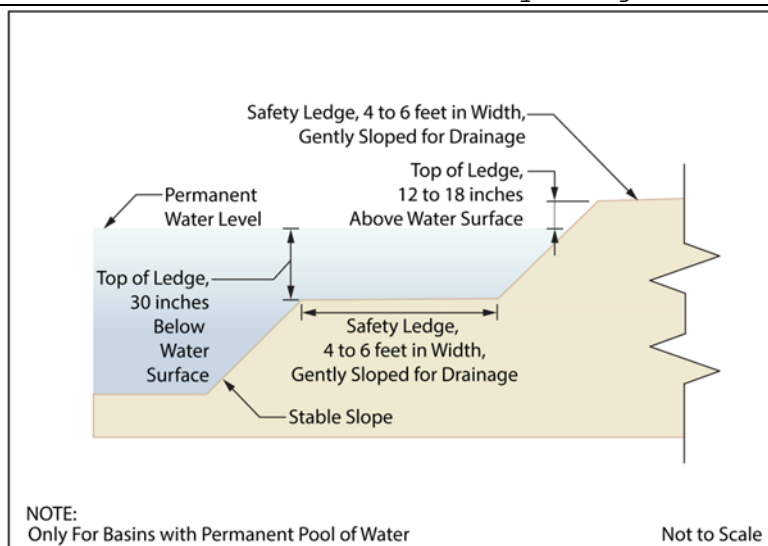 Safety Ledge, 4 to 6 feet in Width,
Gently Sloped for Drainage
Top of Ledge,
12 to 18 inches
Above Water Surface
Permanent
Water Level
Top of Ledge,
30 inches
Below
Water
Surface
Safety Ledge,
4 to 6 feet in Width,
Gently Sloped for Drainage
Stable Slope
NOTE:
Only For Basins with Permanent Pool of Water
Not to Scale